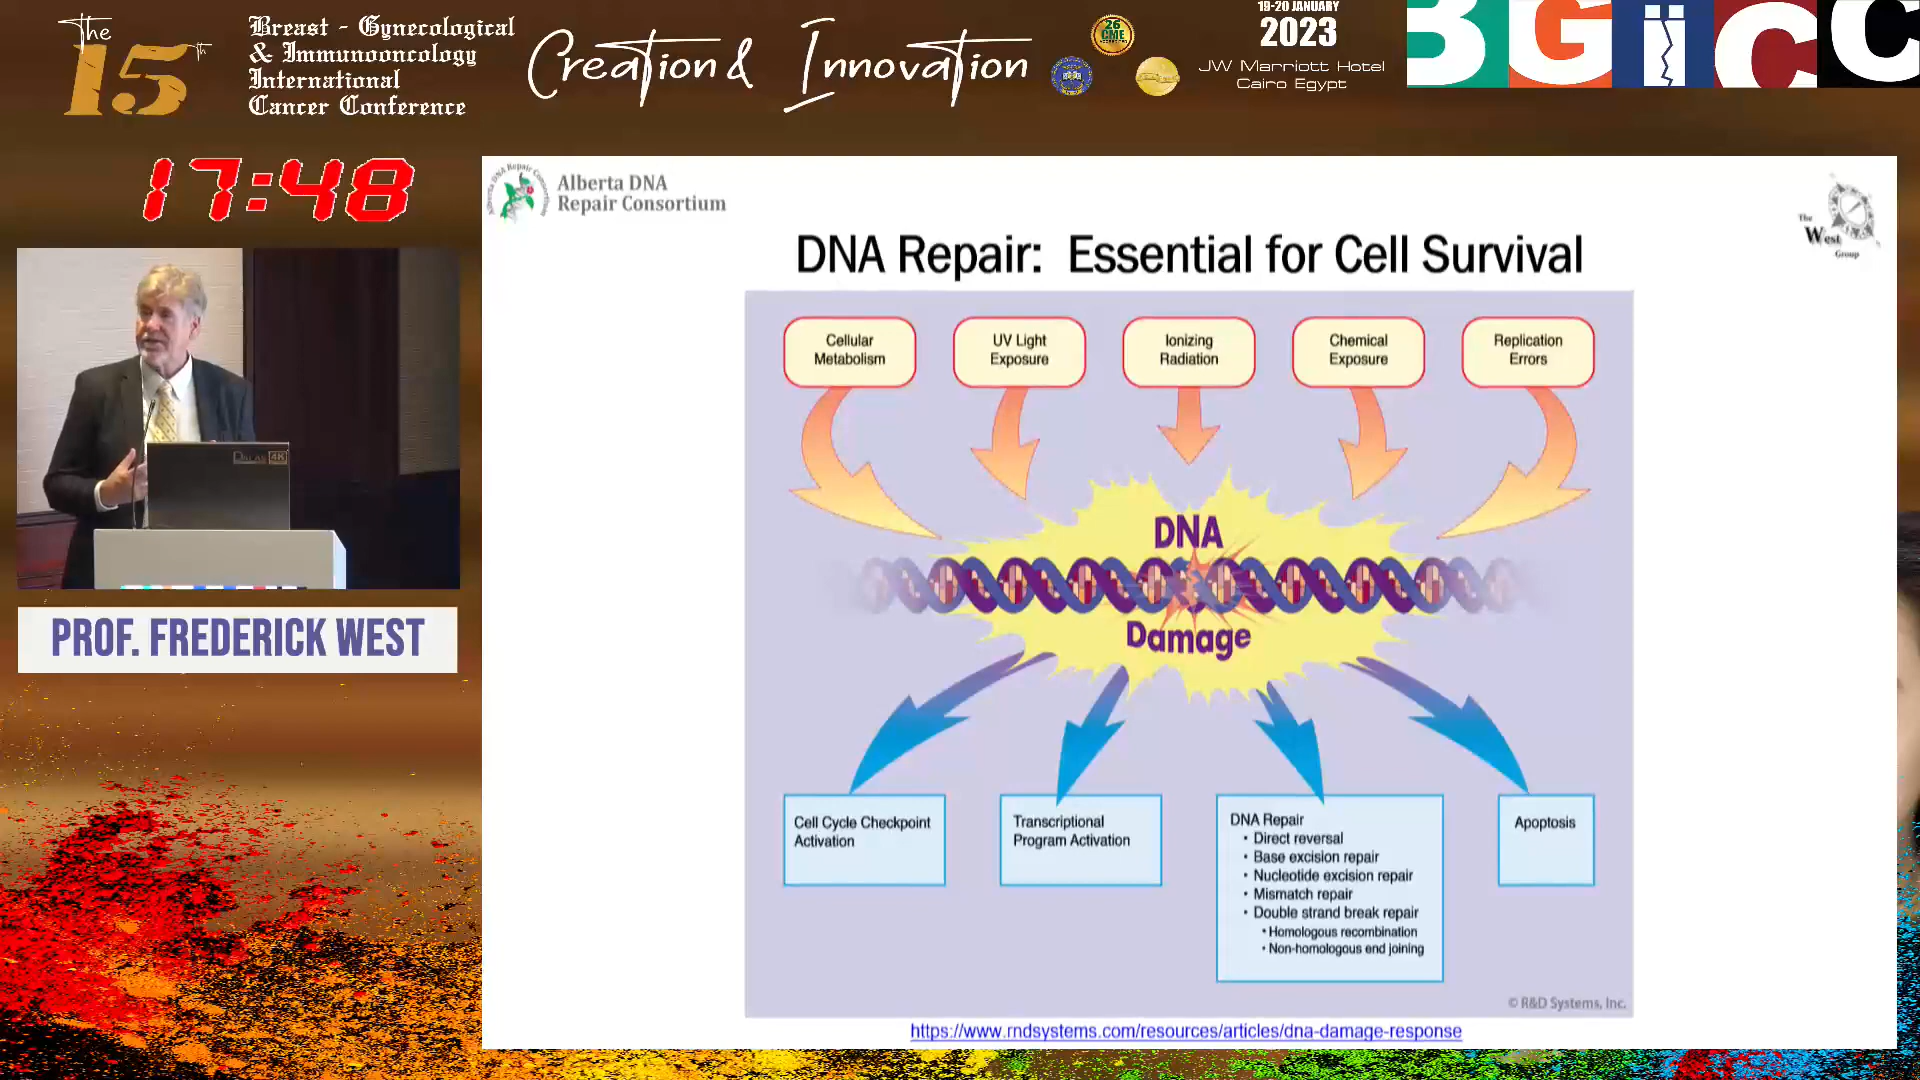 The
15th
Breast - Gynecological
& Immunooncology
International
Cancer Conference
Creation & Innovation
26
CME
19-20 JANUARY
2023
JW Marriott Hotel
Cairo Egypt
BGiCC
17:48
PROF. FREDERICK WEST
Alberta DNA Repair Consortium
Alberta DNA
Repair Consortium
The
West
Group
DNA Repair: Essential for Cell Survival
Cellular
Metabolism
UV Light
Exposure
Ionizing
Radiation
Chemical
Exposure
Replication
Errors
DNA
Damage
Cell Cycle Checkpoint
Activation
Transcriptional
Program Activation
DNA Repair
• Direct reversal
• Base excision repair
• Nucleotide excision repair
• Mismatch repair
• Double strand break repair
• Homologous recombination
• Non-homologous end joining
Apoptosis
© R&D Systems, Inc.
https://www.rndsystems.com/resources/articles/dna-damage-response